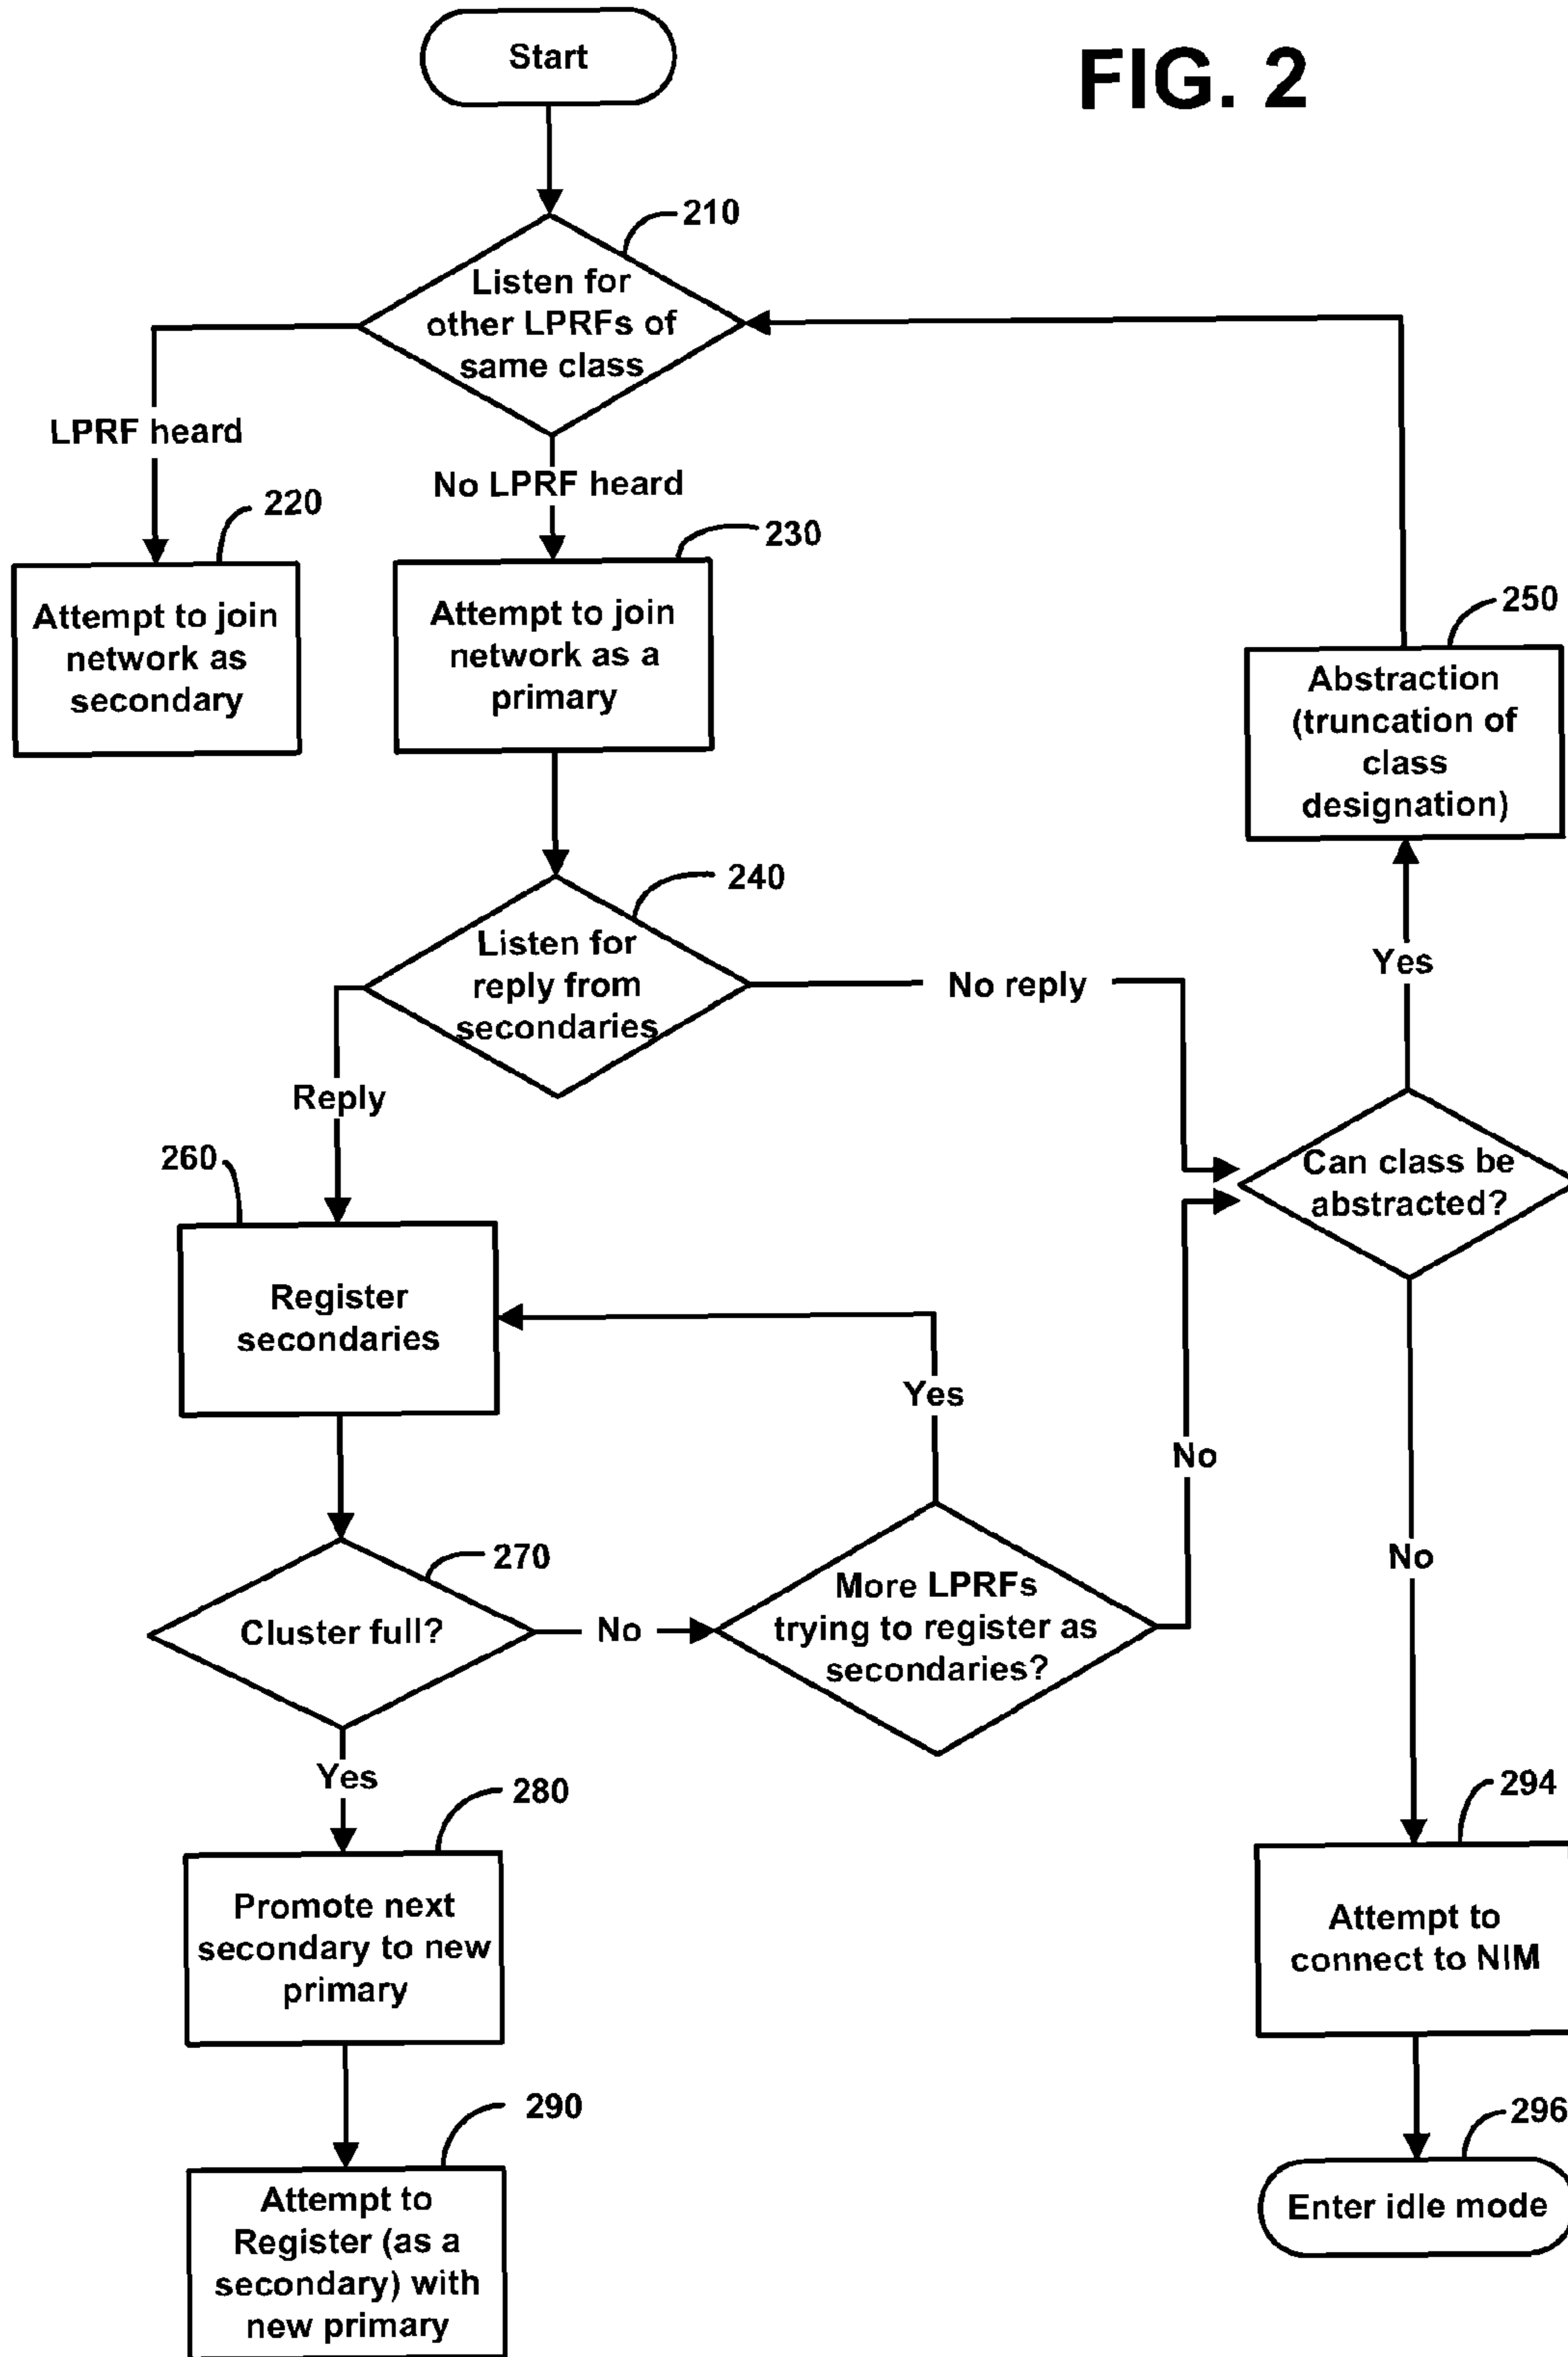 Start
FIG. 2
210
Listen for
other LPRFs of
same class
LPRF heard
No LPRF heard
220
230
Attempt to join
network as
secondary
Attempt to join
network as a
primary
250
Abstraction
(truncation of
class
designation)
240
Listen for
reply from
secondaries
No reply
Yes
Reply
260
Can class be
abstracted?
Register
secondaries
Yes
No
270
Cluster full?
No
More LPRFs
trying to register as
secondaries?
No
Yes
280
294
Promote next
secondary to new
primary
Attempt to
connect to NIM
290
296
Attempt to
Register (as a
secondary) with
new primary
Enter idle mode